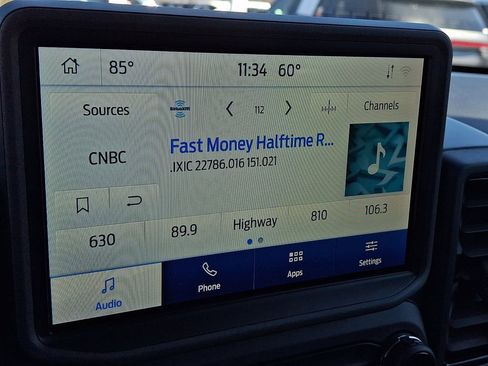 85° 11:34 60°
Sources SiriusXM 112 Channels
CNBC
Fast Money Halftime R...
.IXIC 22786.016 151.021
630 89.9 Highway 810 106.3
Audio Phone Apps Settings